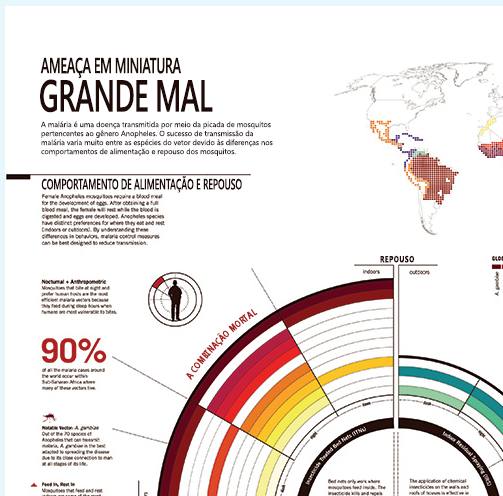 AMEAÇA EM MINIATURA
GRANDE MAL
A malária é uma doença transmitida por meio da picada de mosquitos
pertencentes ao gênero Anopheles. O sucesso de transmissão da
malária varia muito entre as espécies do vetor devido às diferenças nos
comportamentos de alimentação e repouso dos mosquitos.
COMPORTAMENTO DE ALIMENTAÇÃO E REPOUSO
Female Anopheles mosquitoes require a blood meal
for the development of eggs. After obtaining a full
blood meal, the female will rest while the blood is
digested and eggs are developed. Anopheles species
have distinct preferences for where they eat and rest
(indoors or outdoors). By understanding these
differences in behaviors, malaria control measures
can be best designed to reduce transmission.
REPOUSO
indoors
outdoors
GLO
A. gambiae
Nocturnal + Anthropometric
Mosquitoes that bite at night and
prefer human hosts are the most
efficient malaria vectors because
they feed during sleep hours when
humans are most vulnerable to bites.
A COMBINAÇÃO MORTAL
90%
of all the malaria cases around
the world occur within
Sub-Saharan Africa where
many of these vectors live.
Notable Vector: A. gambiae
Out of the 70 species of
Anopheles that can transmit
malaria, A. gambiae is the best
adapted to spreading the disease
due to its close connection to man
at all stages of its life.
Feed In, Rest In
Mosquitoes that feed and rest
Insecticide Treated Bed Nets (ITNs)
Indoor Residual Spraying (IRS)
Bed nets only work where
mosquitoes feed inside. The
insecticide kills and repels
The application of chemical
insecticides on the walls and
roofs of houses is effective in